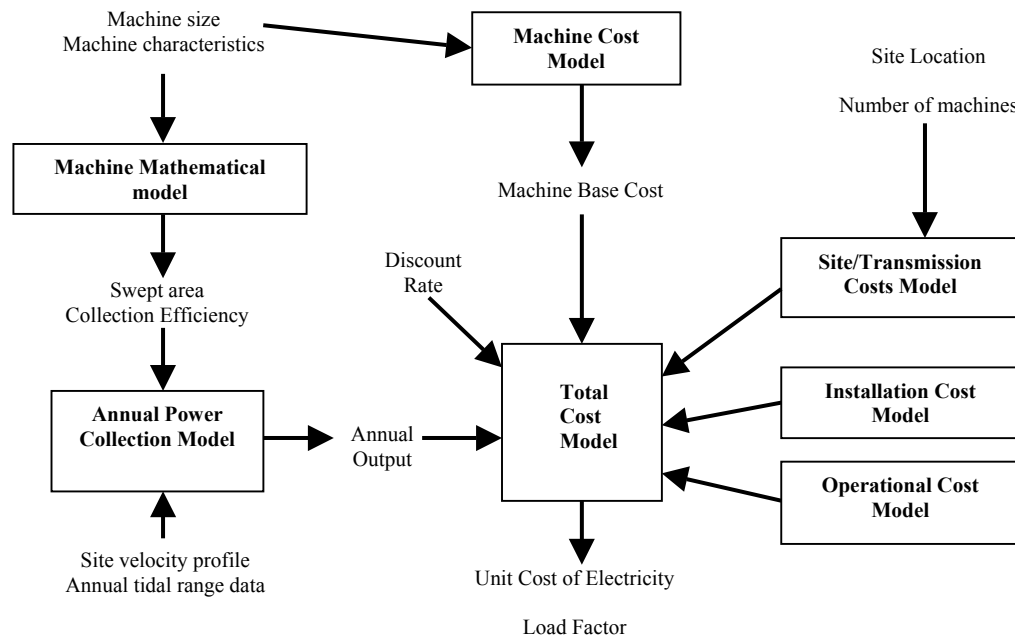 Machine size
Machine characteristics
Machine Cost
Model
Site Location
Number of machines
Machine Mathematical
model
Machine Base Cost
Discount
Rate
Site/Transmission
Costs Model
Swept area
Collection Efficiency
Annual Power
Collection Model
Annual
Output
Total
Cost
Model
Installation Cost
Model
Operational Cost
Model
Site velocity profile
Annual tidal range data
Unit Cost of Electricity
Load Factor